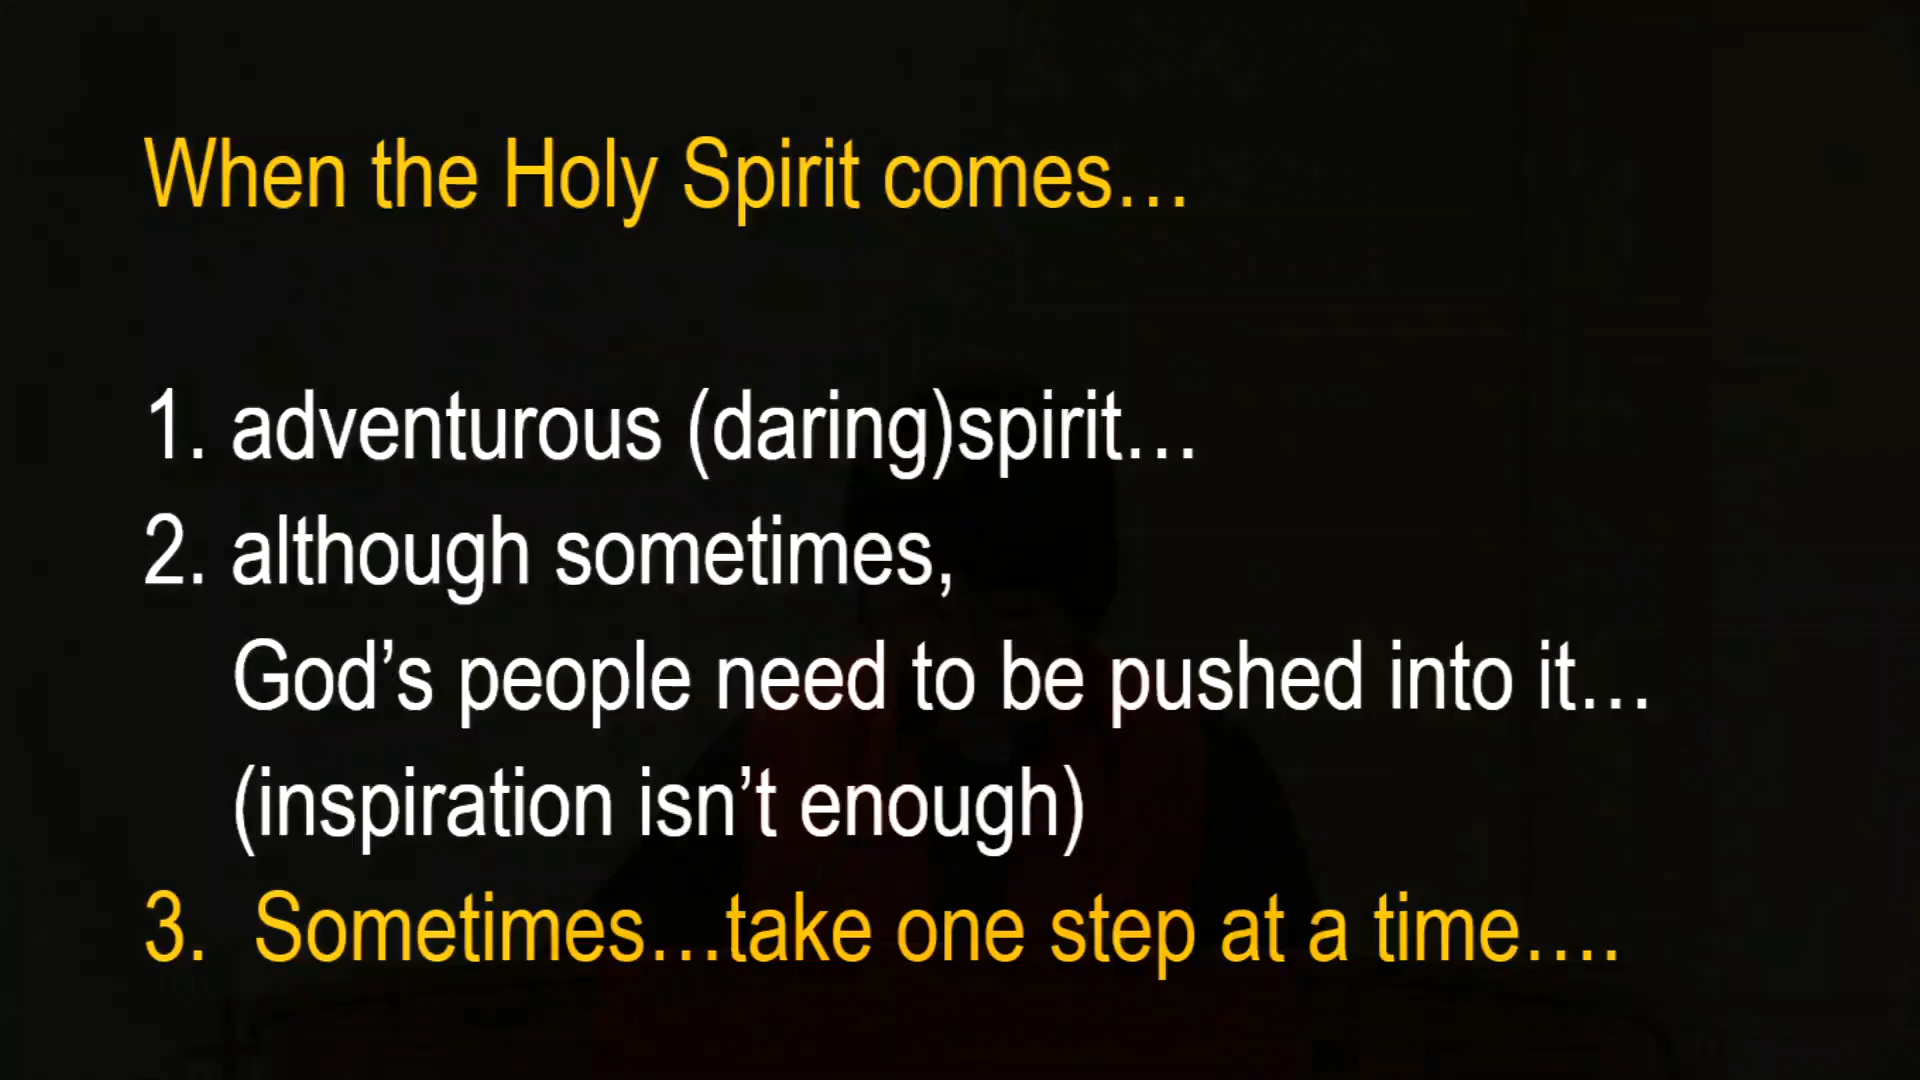 When the Holy Spirit comes…
1. adventurous (daring)spirit…
2. although sometimes,
God’s people need to be pushed into it…
(inspiration isn’t enough)
3. Sometimes…take one step at a time….